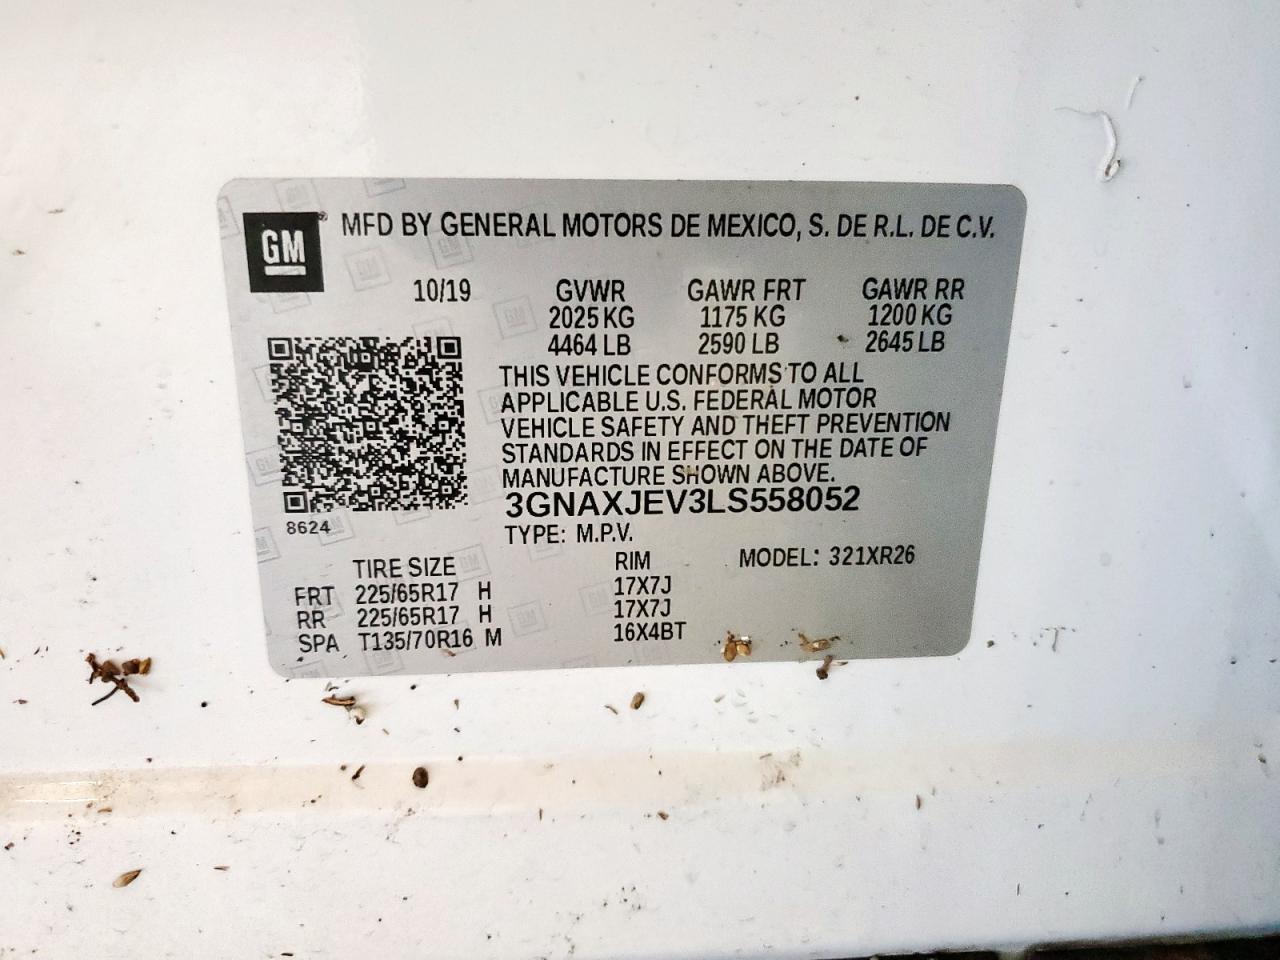 GM ® MFD BY GENERAL MOTORS DE MEXICO, S. DE R.L. DE C.V.
10/19 GVWR GAWR FRT GAWR RR
2025 KG 1175 KG 1200 KG
4464 LB 2590 LB 2645 LB
THIS VEHICLE CONFORMS TO ALL
APPLICABLE U.S. FEDERAL MOTOR
VEHICLE SAFETY AND THEFT PREVENTION
STANDARDS IN EFFECT ON THE DATE OF
MANUFACTURE SHOWN ABOVE.
3GNAXJEV3LS558052
8624
TYPE: M.P.V.
TIRE SIZE RIM MODEL: 321XR26
FRT 225/65R17 H 17X7J
RR 225/65R17 H 17X7J
SPA T135/70R16 M 16X4BT